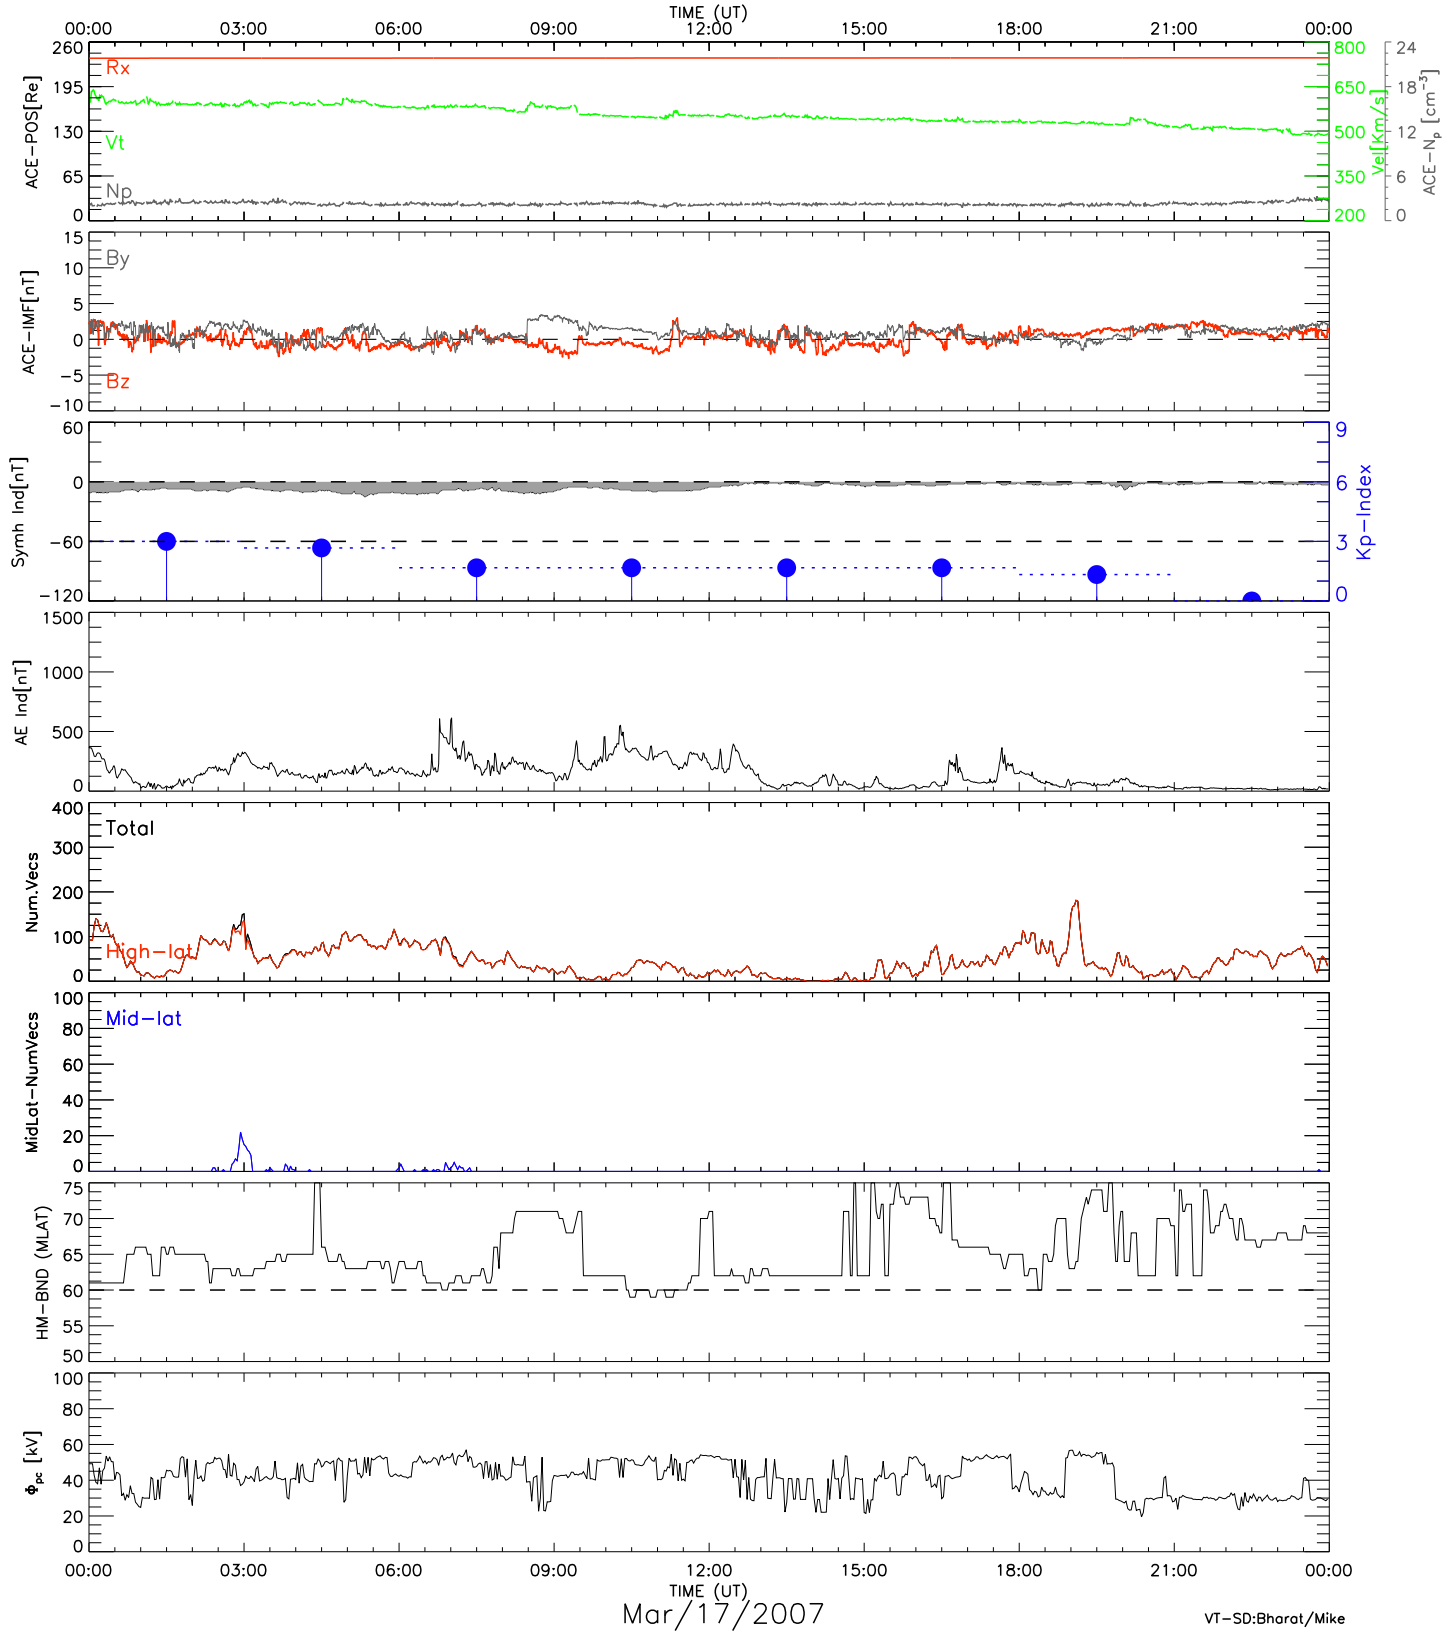 TIME (UT)
00:00 03:00 06:00 09:00 12:00 15:00 18:00 21:00 00:00
ACE-POS[Re]
260
195
130
65
0
Rx
Vt
Np
800
650
500
350
200
Vel[Km/s]
24
18
12
6
0
ACE-Np [cm⁻³]
ACE-IMF[nT]
15
10
5
0
-5
-10
By
Bz
Symh Ind[nT]
60
0
-60
-120
9
6
3
0
Kp-Index
AE Ind[nT]
1500
1000
500
0
Num.Vecs
400
300
200
100
0
Total
High-lat
MidLat-NumVecs
100
80
60
40
20
0
Mid-lat
HM-BND (MLAT)
75
70
65
60
55
50
Φpc [kV]
100
80
60
40
20
0
00:00 03:00 06:00 09:00 12:00 15:00 18:00 21:00 00:00
TIME (UT)
Mar/17/2007
VT-SD:Bharat/Mike